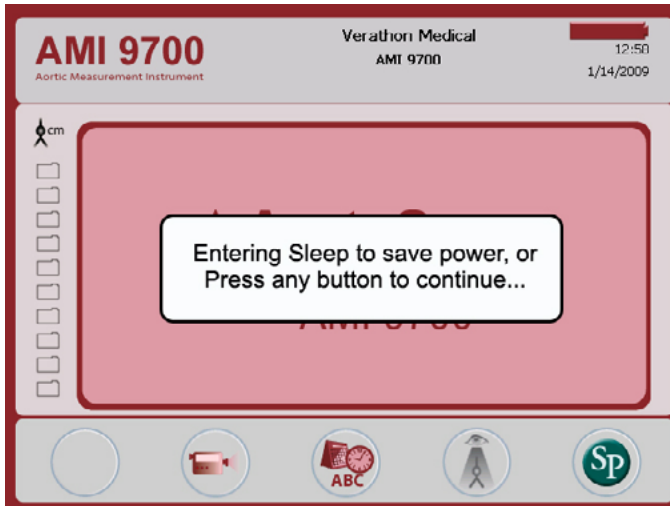 AMI 9700
Aortic Measurement Instrument
Verathon Medical
AMI 9700
12:50
1/14/2009
cm
Entering Sleep to save power, or
Press any button to continue...
ABC
SP